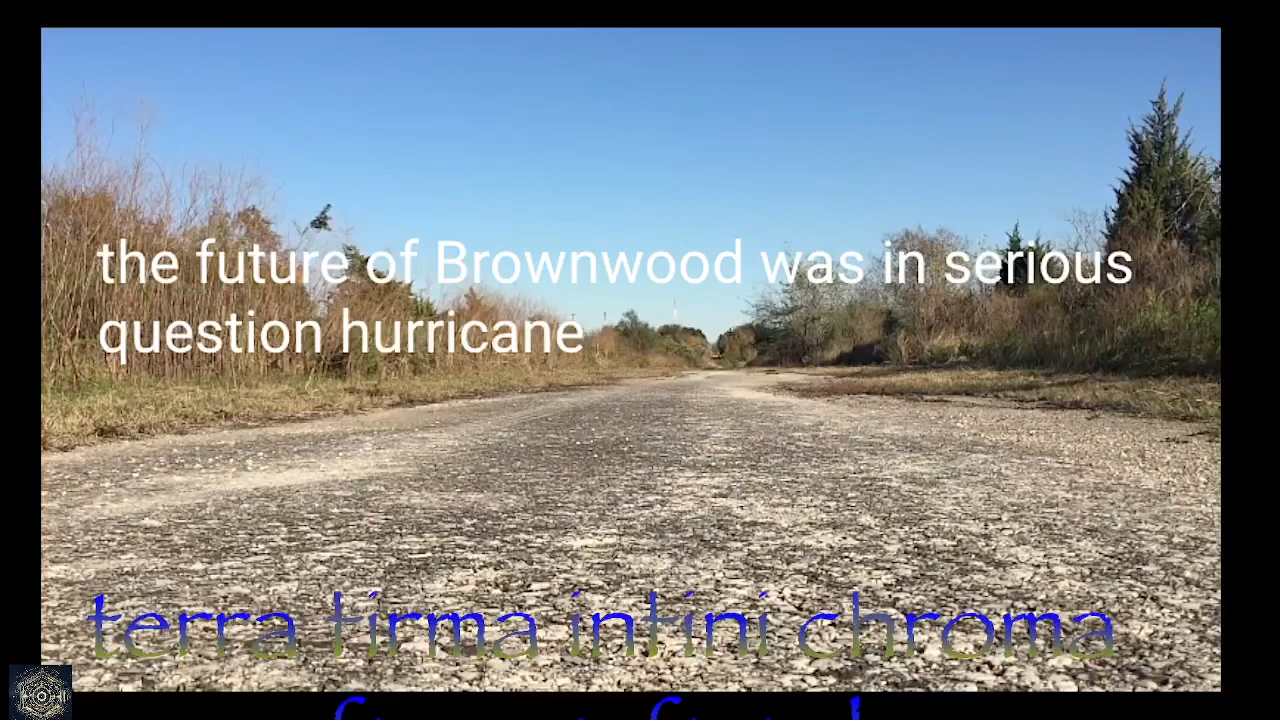 the future of Brownwood was in serious
question hurricane
terra firma infini chroma